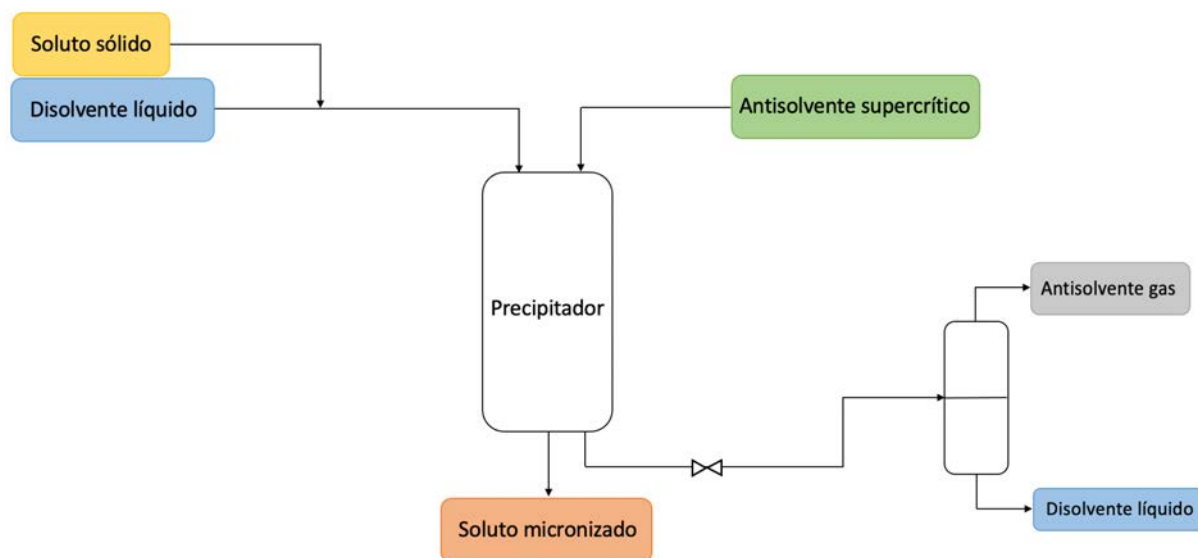 Soluto sólido
Disolvente líquido
Antisolvente supercrítico
Precipitador
Antisolvente gas
Soluto micronizado
Disolvente líquido